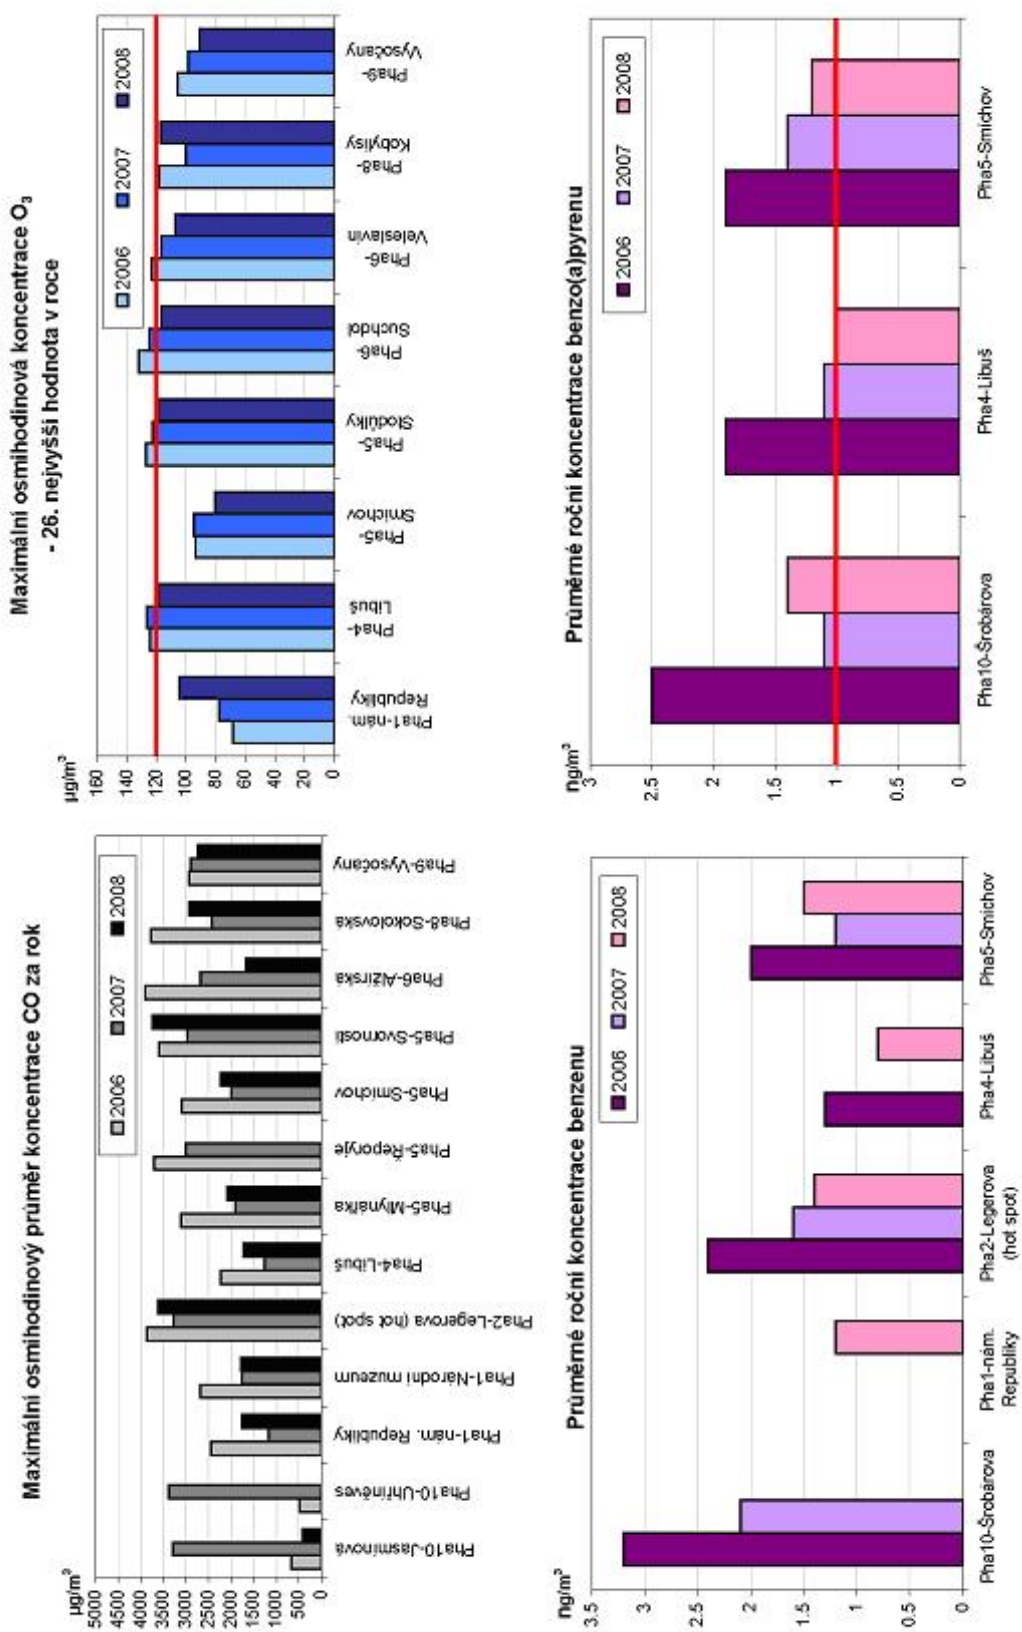 Maximální osmihodinový průměr koncentrace CO za rok
µg/m³
2006
2007
2008
5000
4500
4000
3500
3000
2500
2000
1500
1000
500
0
Pha10-Jasmínová
Pha10-Uhříněves
Pha1-nám. Republiky
Pha1-Národní muzeum
Pha2-Legerova (hot spot)
Pha4-Libuš
Pha5-Mlynářka
Pha5-Řeporyje
Pha5-Smíchov
Pha5-Svornosti
Pha6-Alžírská
Pha8-Sokolovská
Pha9-Vysočany
Maximální osmihodinová koncentrace O₃
- 26. nejvyšší hodnota v roce
µg/m³
2006
2007
2008
160
140
120
100
80
60
40
20
0
Pha1-nám.
Republiky
Pha4-
Libuš
Pha5-
Smíchov
Pha5-
Stodůlky
Pha6-
Suchdol
Pha6-
Veleslavín
Pha8-
Kobylisy
Pha9-
Vysočany
Průměrné roční koncentrace benzenu
ng/m³
2006
2007
2008
3.5
3
2.5
2
1.5
1
0.5
0
Pha10-Šrobárova
Pha1-nám.
Republiky
Pha2-Legerova
(hot spot)
Pha4-Libuš
Pha5-Smíchov
Průměrné roční koncentrace benzo(a)pyrenu
ng/m³
2006
2007
2008
3
2.5
2
1.5
1
0.5
0
Pha10-Šrobárova
Pha4-Libuš
Pha5-Smíchov